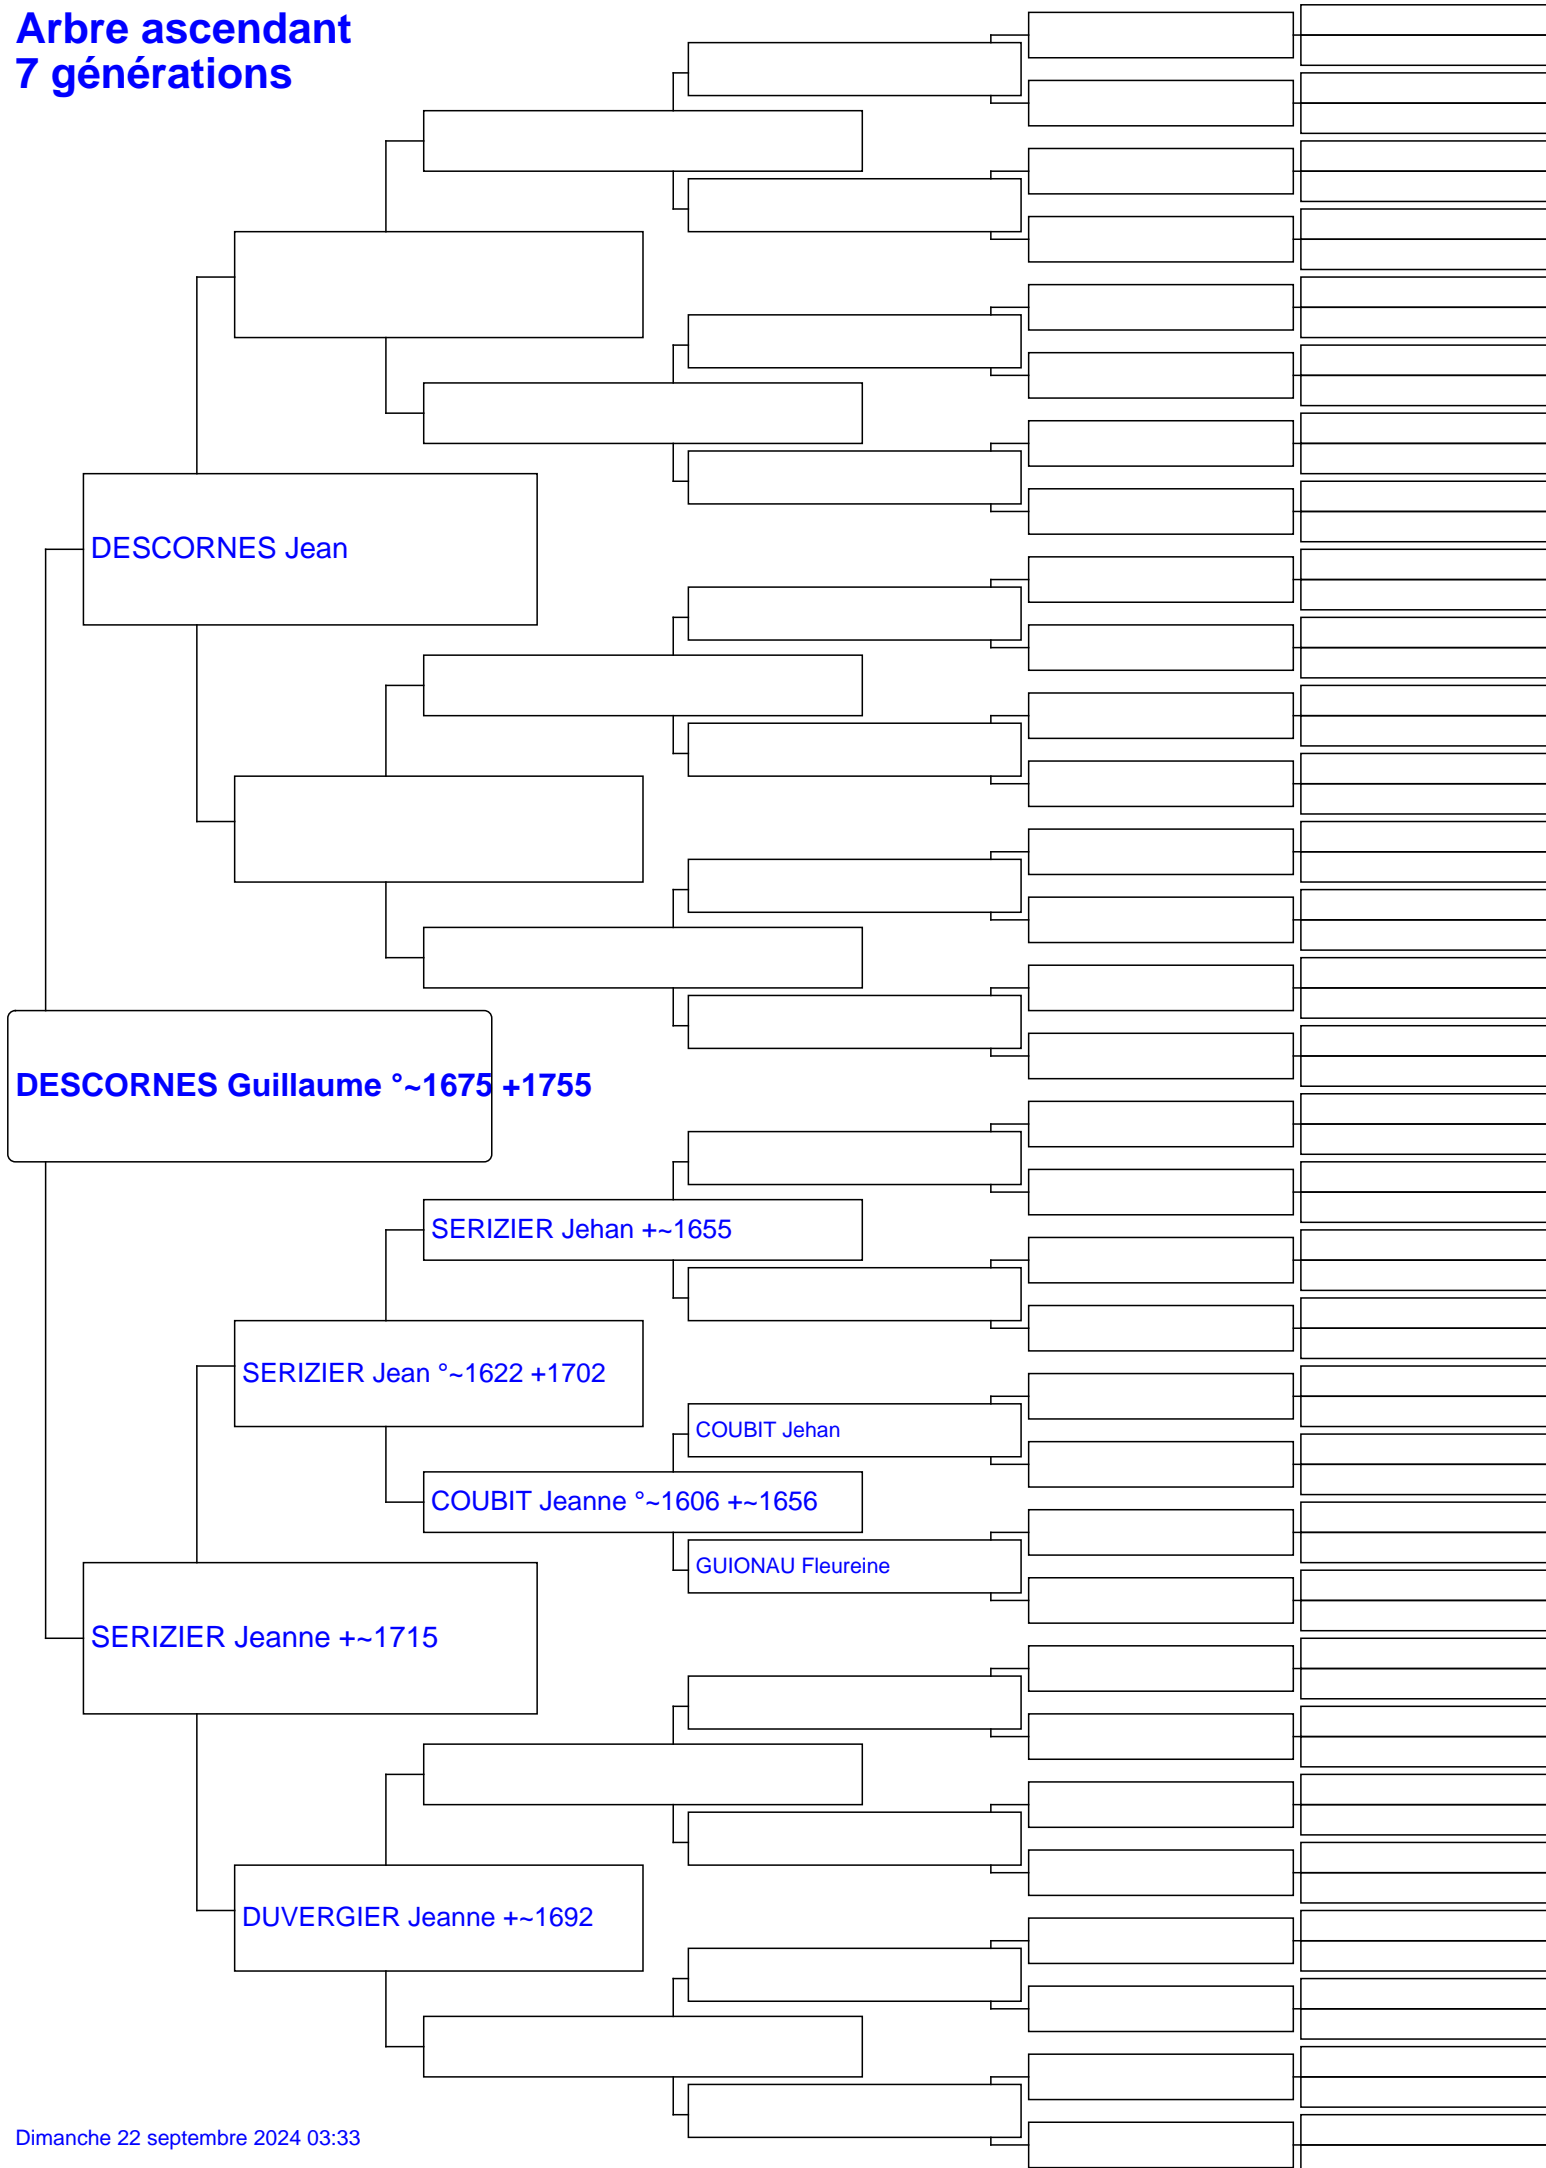 Arbre ascendant
7 générations
DESCORNES Jean
DESCORNES Guillaume °~1675 +1755
SERIZIER Jehan +~1655
SERIZIER Jean °~1622 +1702
COUBIT Jehan
COUBIT Jeanne °~1606 +~1656
GUIONAU Fleureine
SERIZIER Jeanne +~1715
DUVERGIER Jeanne +~1692
Dimanche 22 septembre 2024 03:33